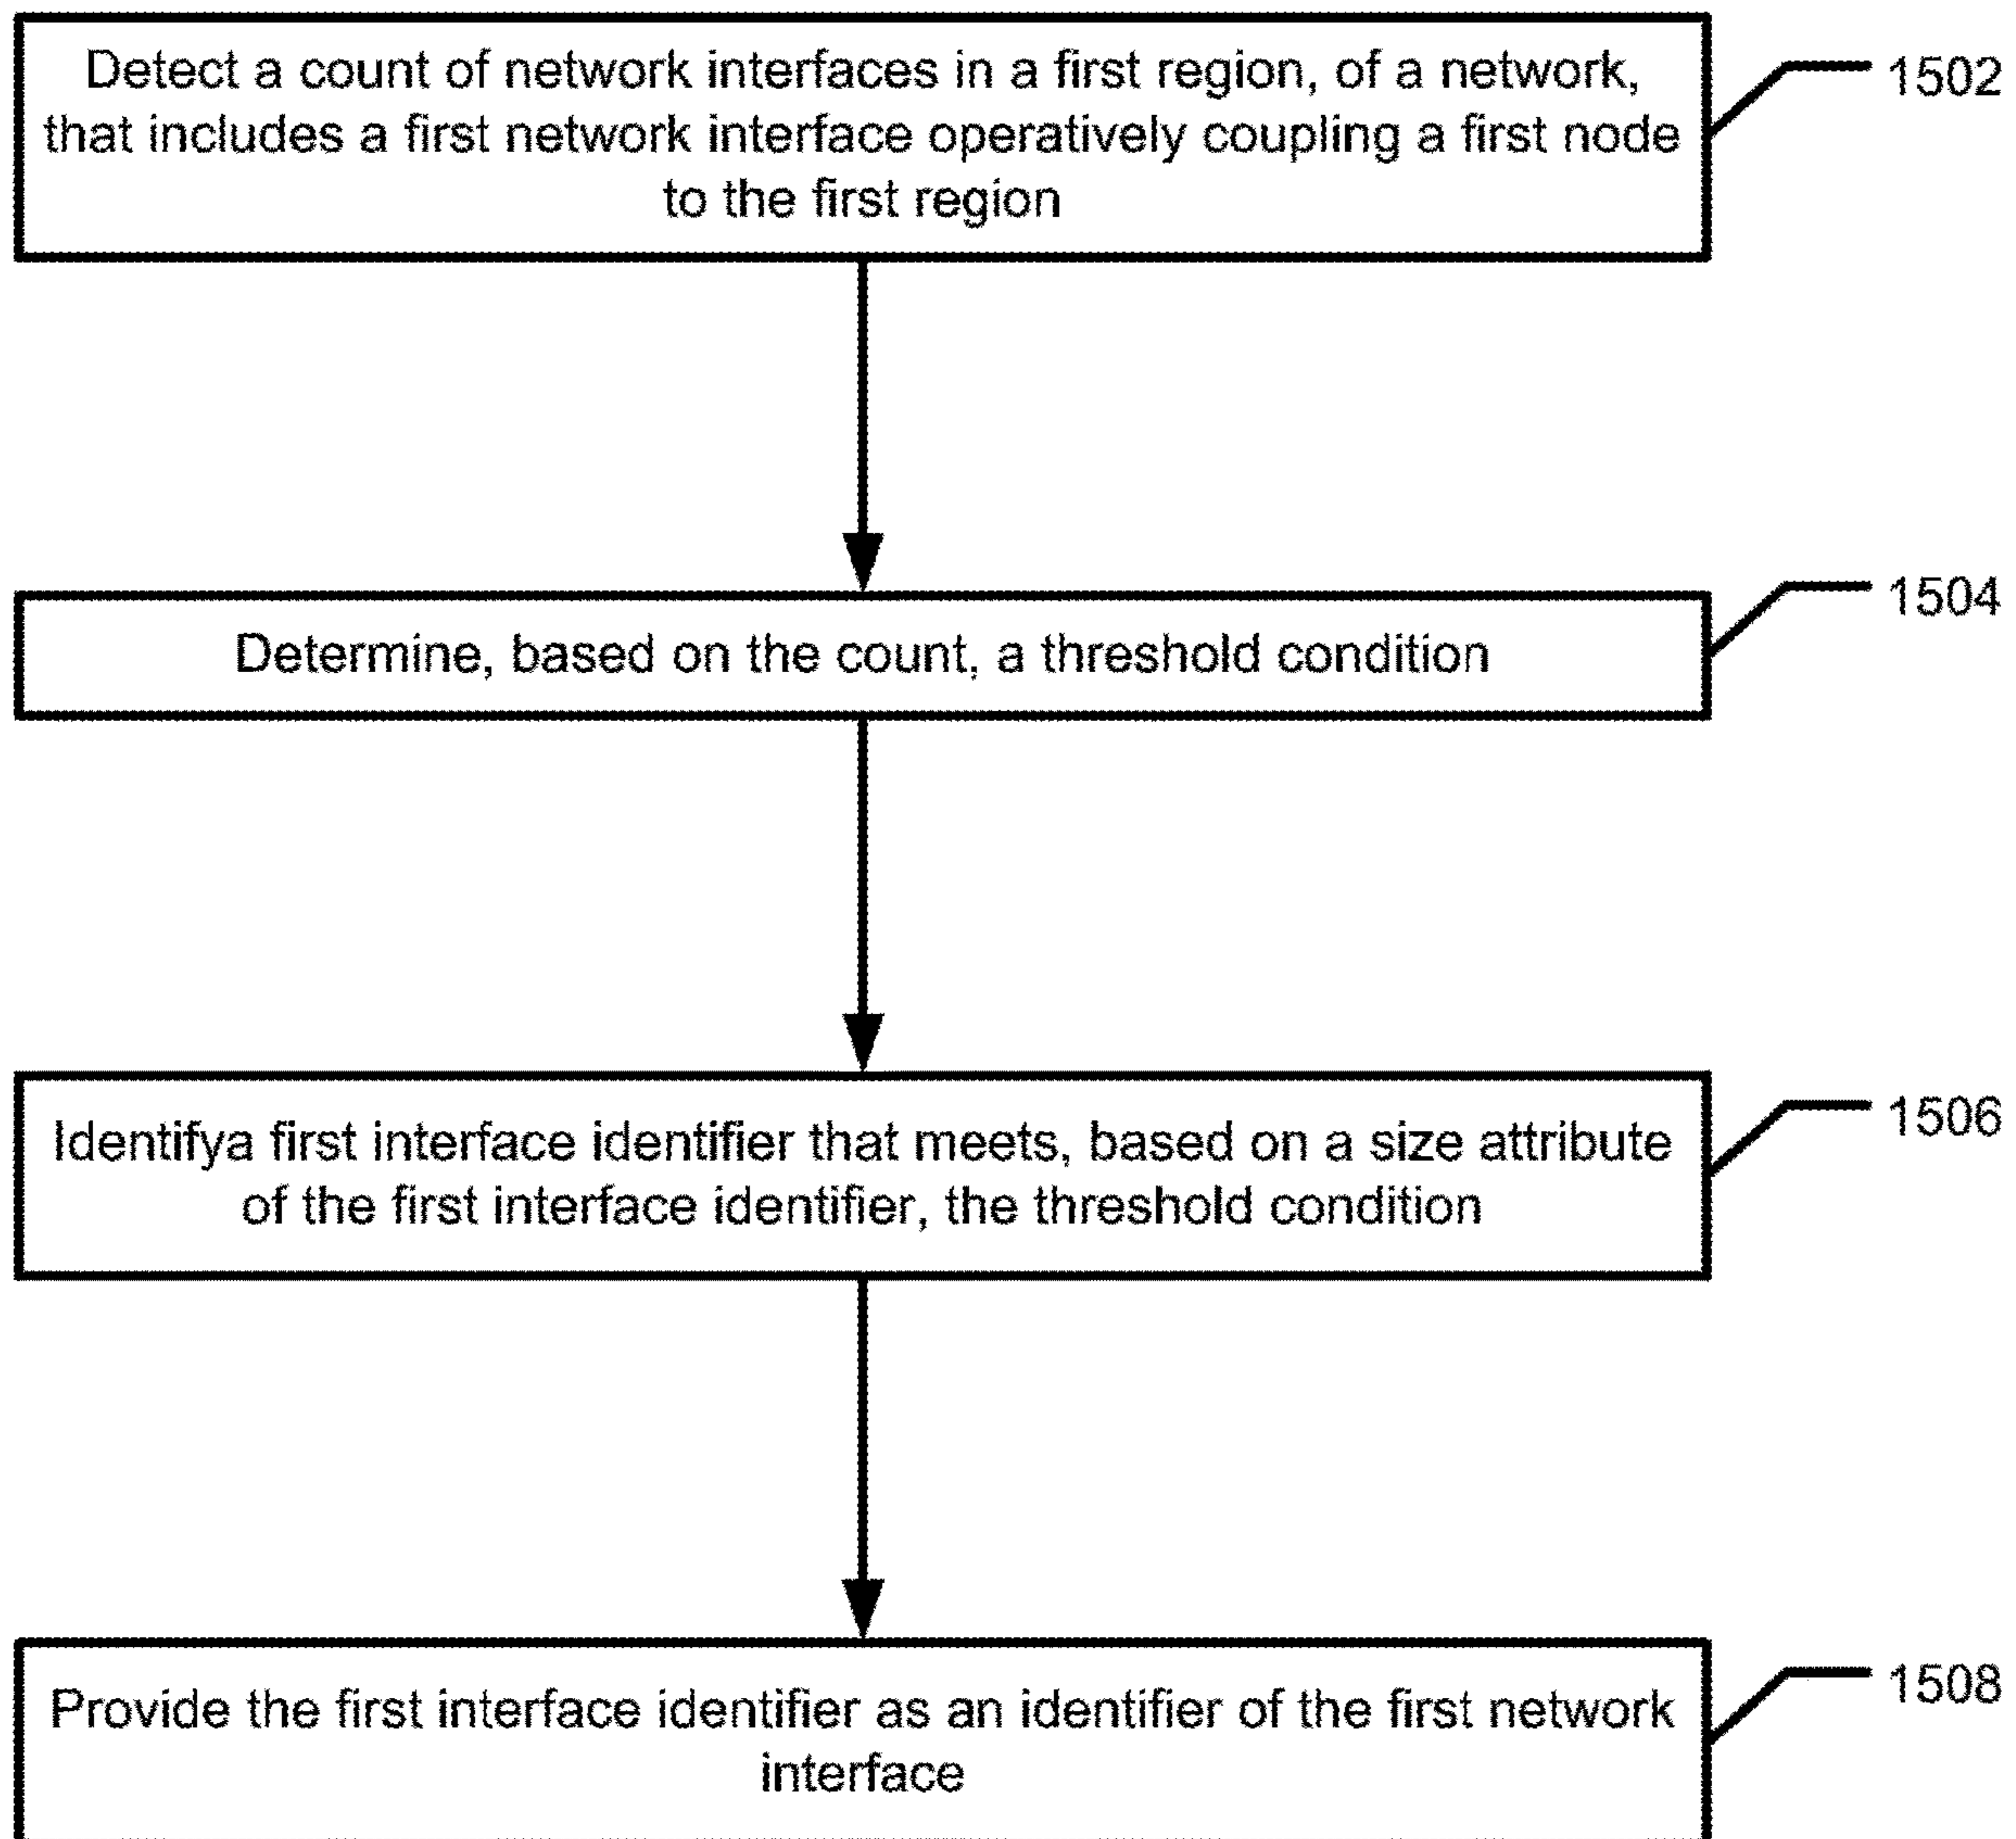 Detect a count of network interfaces in a first region, of a network,
that includes a first network interface operatively coupling a first node
to the first region
1502
Determine, based on the count, a threshold condition
1504
Identifya first interface identifier that meets, based on a size attribute
of the first interface identifier, the threshold condition
1506
Provide the first interface identifier as an identifier of the first network
interface
1508